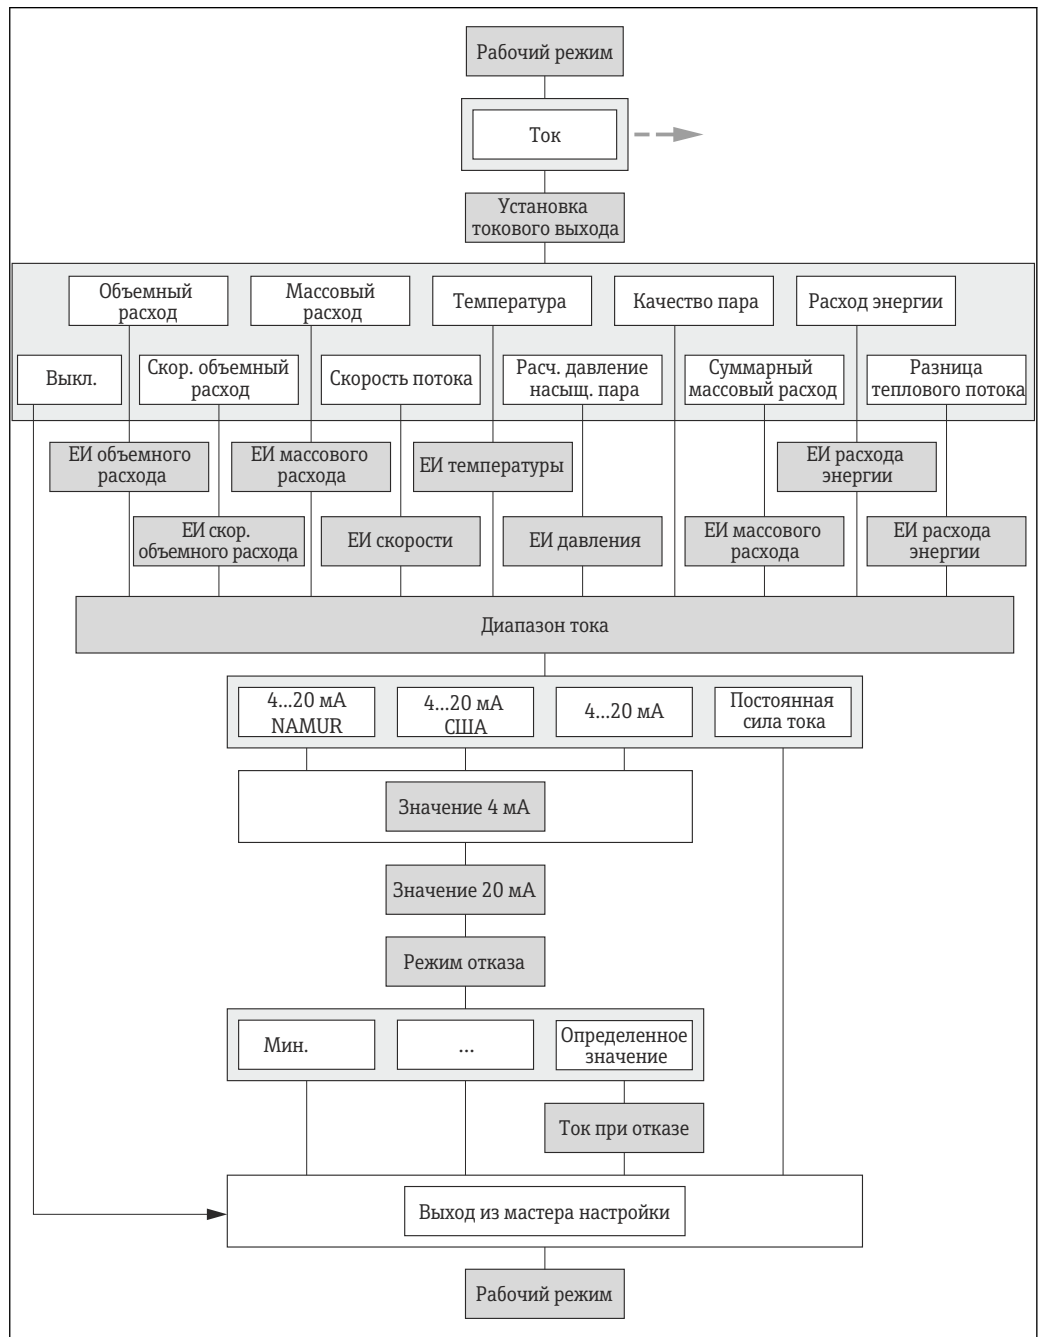 Рабочий режим
Ток
Установка
токового выхода
Объемный
расход
Массовый
расход
Температура
Качество пара
Расход энергии
Выкл.
Скор. объемный
расход
Скорость потока
Расч. давление
насыщ. пара
Суммарный
массовый расход
Разница
теплового потока
ЕИ объемного
расхода
ЕИ массового
расхода
ЕИ температуры
ЕИ расхода
энергии
ЕИ скор.
объемного расхода
ЕИ скорости
ЕИ давления
ЕИ массового
расхода
ЕИ расхода
энергии
Диапазон тока
4...20 мА
NAMUR
4...20 мА
США
4...20 мА
Постоянная
сила тока
Значение 4 мА
Значение 20 мА
Режим отказа
Мин.
...
Определенное
значение
Ток при отказе
Выход из мастера настройки
Рабочий режим